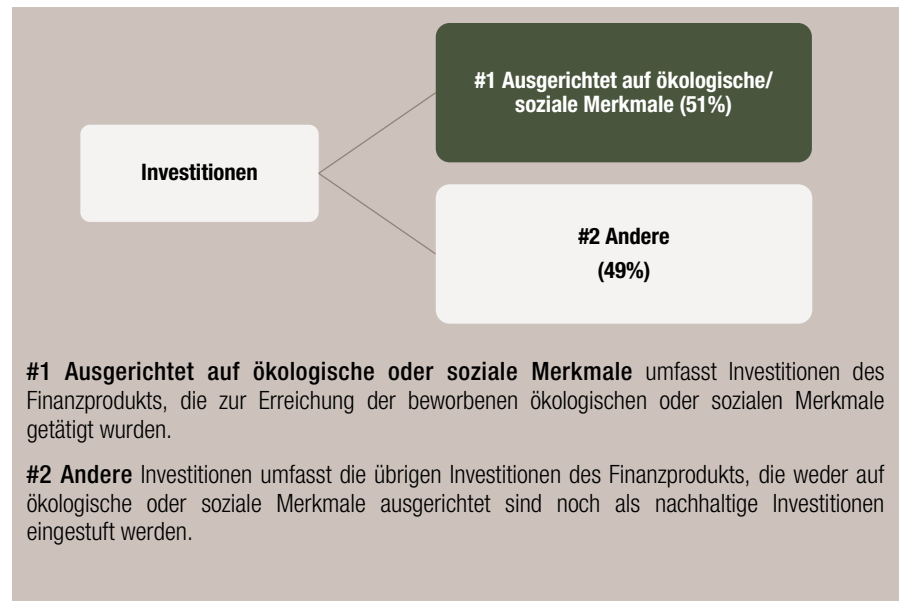 #1 Ausgerichtet auf ökologische/
soziale Merkmale (51%)
Investitionen
#2 Andere
(49%)
#1 Ausgerichtet auf ökologische oder soziale Merkmale umfasst Investitionen des
Finanzprodukts, die zur Erreichung der beworbenen ökologischen oder sozialen Merkmale
getätigt wurden.
#2 Andere Investitionen umfasst die übrigen Investitionen des Finanzprodukts, die weder auf
ökologische oder soziale Merkmale ausgerichtet sind noch als nachhaltige Investitionen
eingestuft werden.